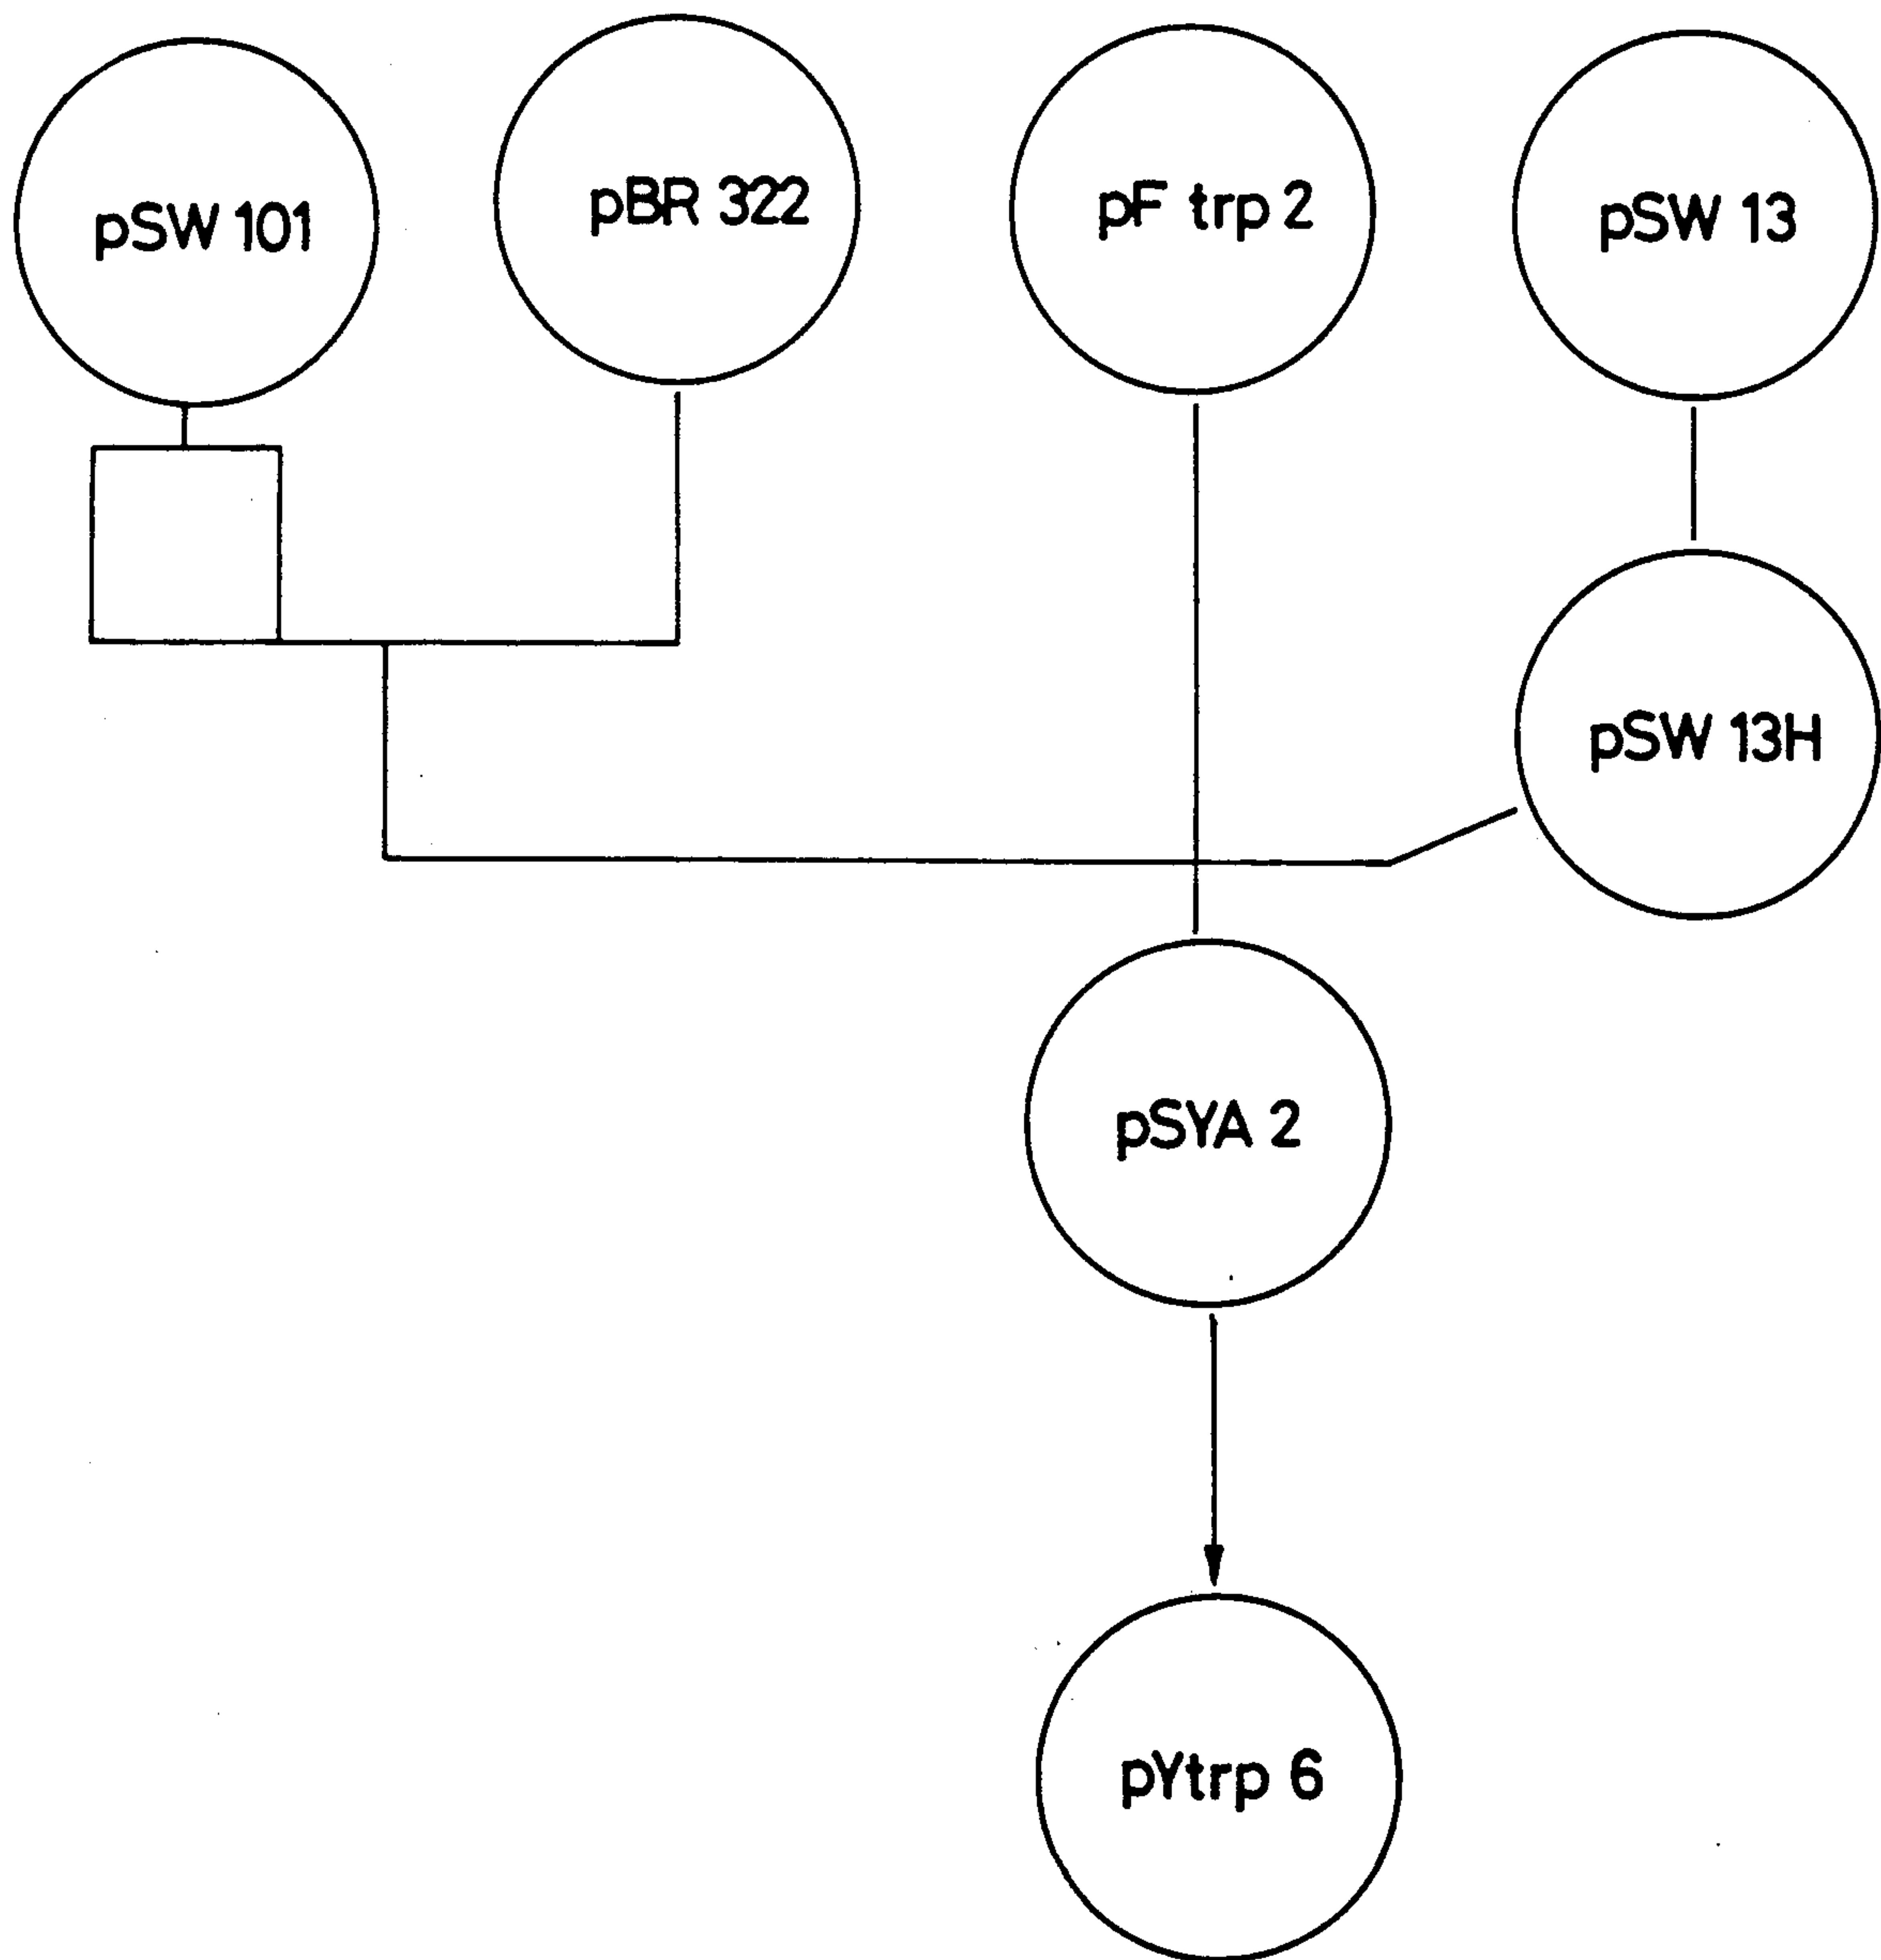 pSW 101
pBR 322
pF trp 2
pSW 13
pSW 13H
pSYA 2
pYtrp 6